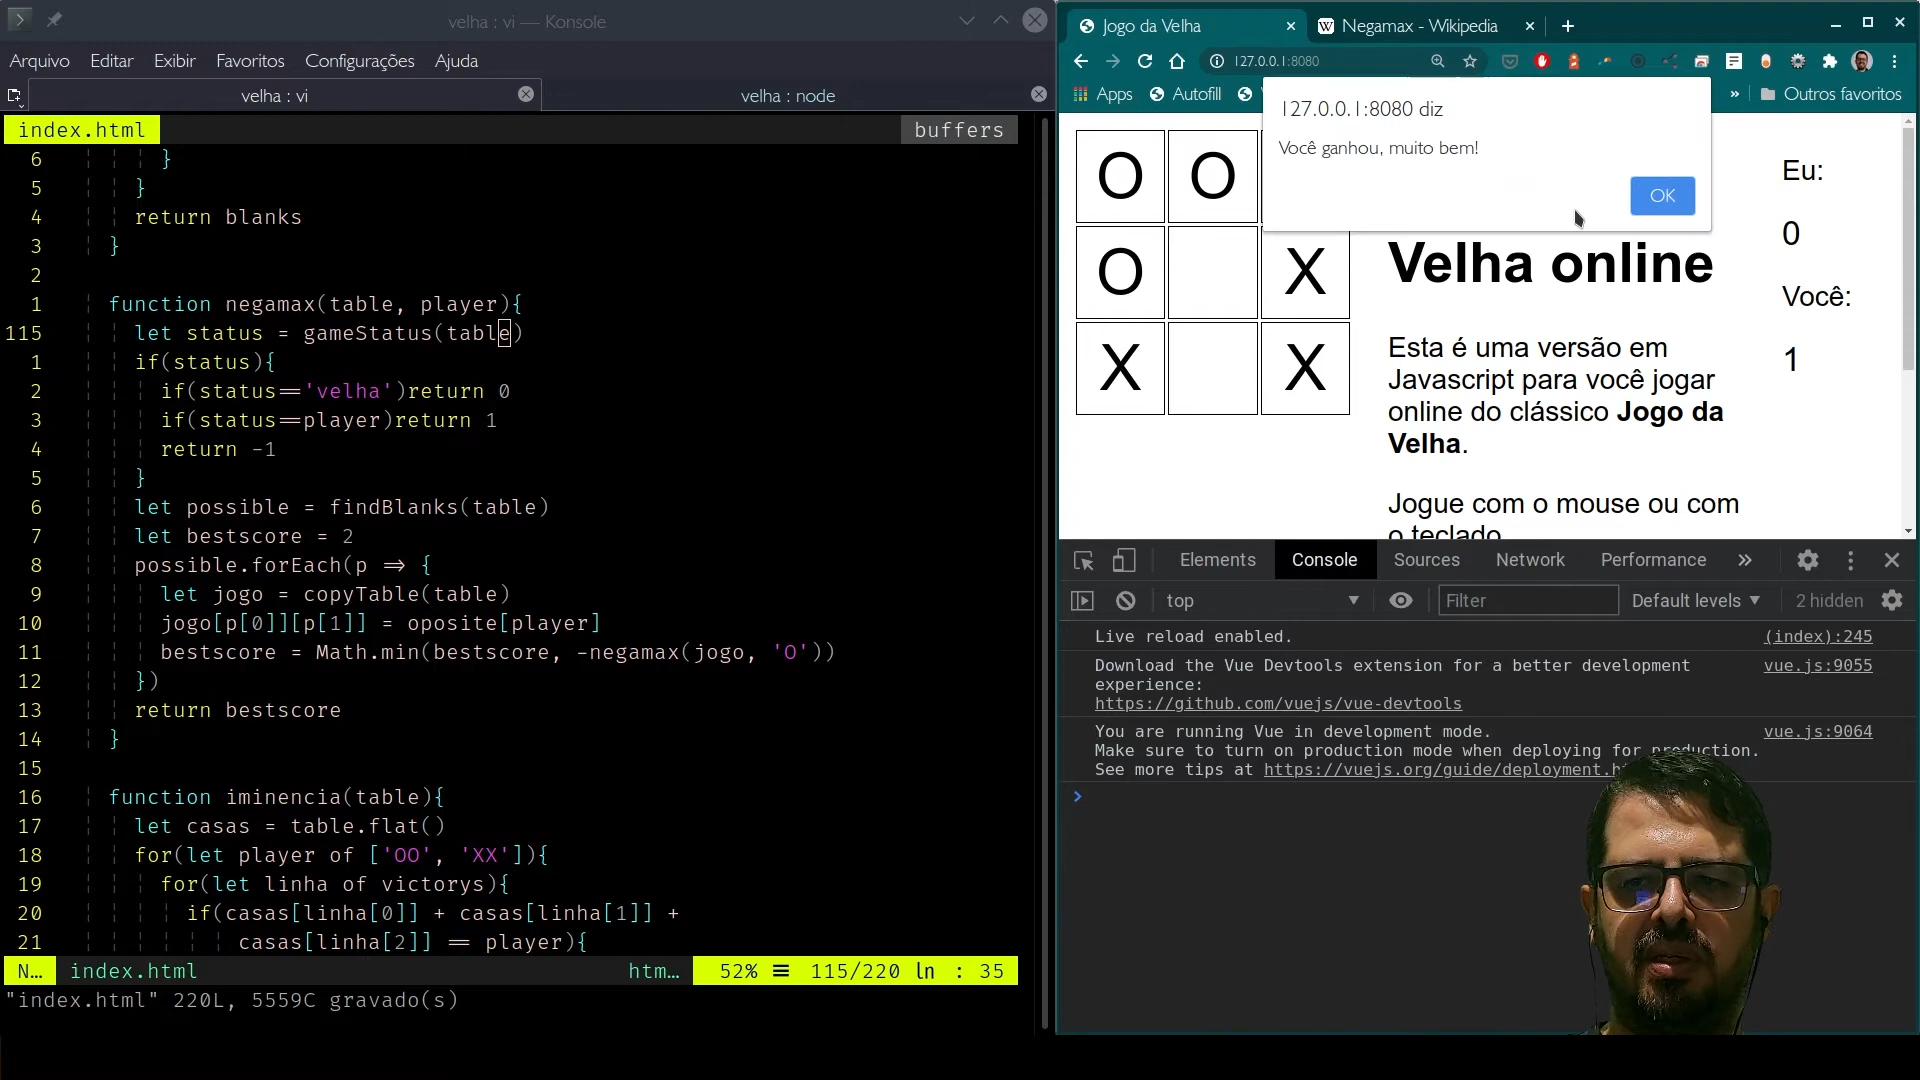 velha : vi — Konsole
Arquivo Editar Exibir Favoritos Configurações Ajuda
velha : vi
velha : node
index.html
buffers
6 }
5 }
4 return blanks
3 }
2
1 function negamax(table, player){
115 let status = gameStatus(table)
1 if(status){
2 if(status=='velha')return 0
3 if(status==player)return 1
4 return -1
5 }
6 let possible = findBlanks(table)
7 let bestscore = 2
8 possible.forEach(p => {
9 let jogo = copyTable(table)
10 jogo[p[0]][p[1]] = oposite[player]
11 bestscore = Math.min(bestscore, -negamax(jogo, 'O'))
12 })
13 return bestscore
14 }
15
16 function iminencia(table){
17 let casas = table.flat()
18 for(let player of ['OO', 'XX']){
19 for(let linha of victorys){
20 if(casas[linha[0]] + casas[linha[1]] +
21 casas[linha[2]] == player){
N… index.html htm… 52% ☰ 115/220 ln : 35
"index.html" 220L, 5559C gravado(s)
Jogo da Velha
Negamax - Wikipedia
127.0.0.1:8080
Apps
Autofill
» Outros favoritos
127.0.0.1:8080 diz
Você ganhou, muito bem!
OK
O O
O X
X X
Velha online
Esta é uma versão em
Javascript para você jogar
online do clássico Jogo da
Velha.
Jogue com o mouse ou com
o teclado
Eu:
0
Você:
1
Elements Console Sources Network Performance »
top Filter Default levels 2 hidden
Live reload enabled. (index):245
Download the Vue Devtools extension for a better development vue.js:9055
experience:
https://github.com/vuejs/vue-devtools
You are running Vue in development mode. vue.js:9064
Make sure to turn on production mode when deploying for production.
See more tips at https://vuejs.org/guide/deployment.h